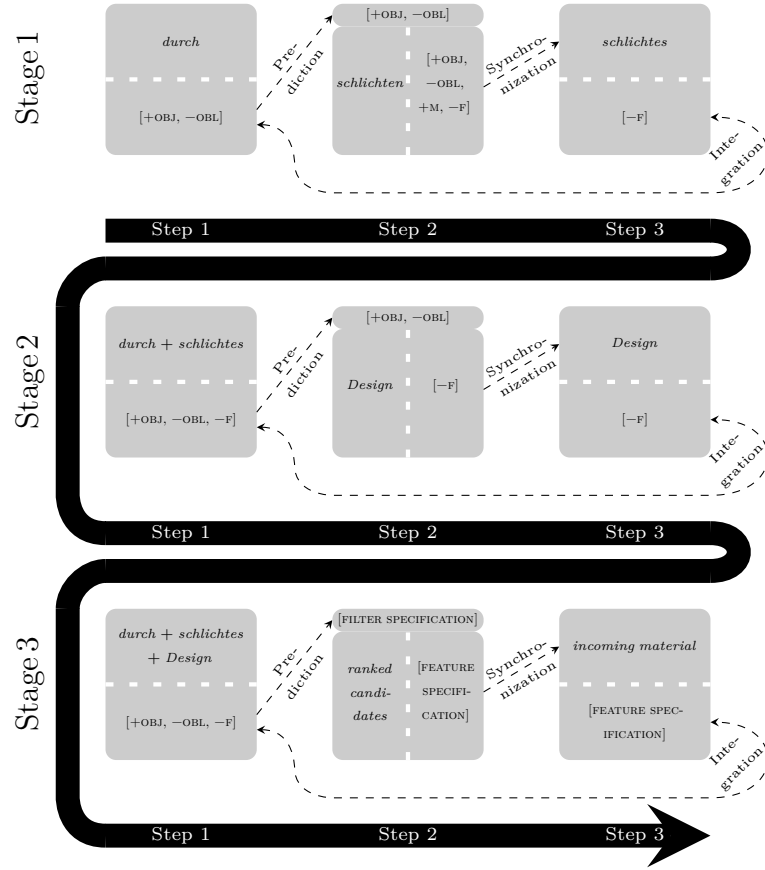 Stage 1
durch
[+OBJ, −OBL]
Pre-
diction
[+OBJ, −OBL]
schlichten
[+OBJ,
−OBL,
+M, −F]
Synchro-
nization
schlichtes
[−F]
Inte-
gration
Step 1
Step 2
Step 3
Stage 2
durch + schlichtes
[+OBJ, −OBL, −F]
Pre-
diction
[+OBJ, −OBL]
Design
[−F]
Synchro-
nization
Design
[−F]
Inte-
gration
Step 1
Step 2
Step 3
Stage 3
durch + schlichtes
+ Design
[+OBJ, −OBL, −F]
Pre-
diction
[FILTER SPECIFICATION]
ranked
candi-
dates
[FEATURE
SPECIFI-
CATION]
Synchro-
nization
incoming material
[FEATURE SPEC-
IFICATION]
Inte-
gration
Step 1
Step 2
Step 3